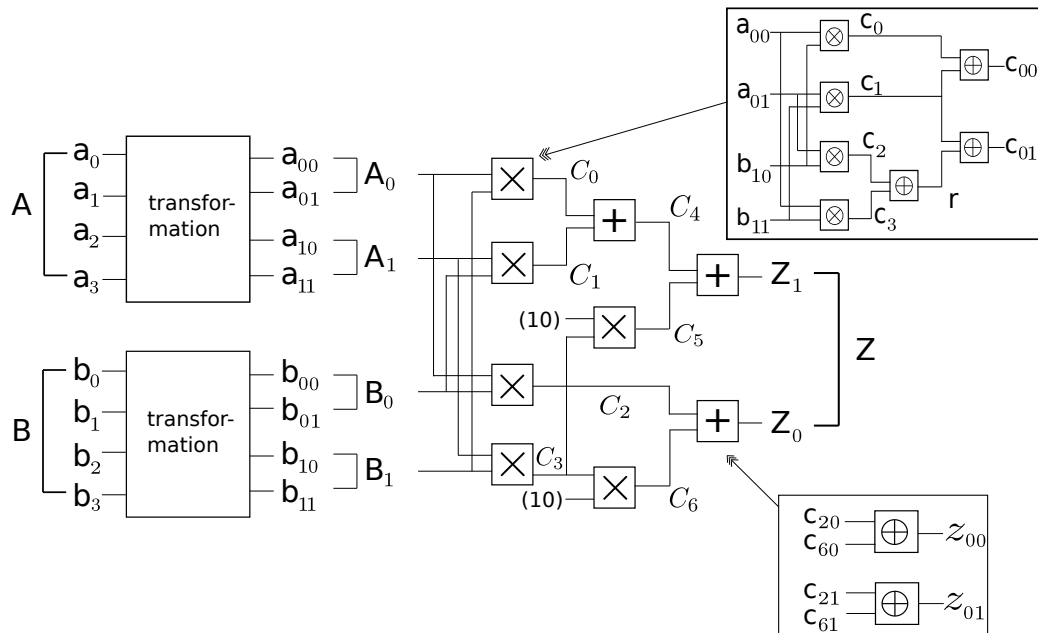 A
a₀
a₁
a₂
a₃
transfor-
mation
a₀₀
a₀₁
a₁₀
a₁₁
A₀
A₁
B
b₀
b₁
b₂
b₃
transfor-
mation
b₀₀
b₀₁
b₁₀
b₁₁
B₀
B₁
×
×
×
×
C₀
C₁
C₂
C₃
+
C₄
(10)
×
C₅
(10)
×
C₆
+
Z₁
+
Z₀
Z
a₀₀
a₀₁
b₁₀
b₁₁
⊗
⊗
⊗
⊗
c₀
c₁
c₂
c₃
⊕
r
⊕
c₀₀
⊕
c₀₁
c₂₀
c₆₀
⊕
z₀₀
c₂₁
c₆₁
⊕
z₀₁